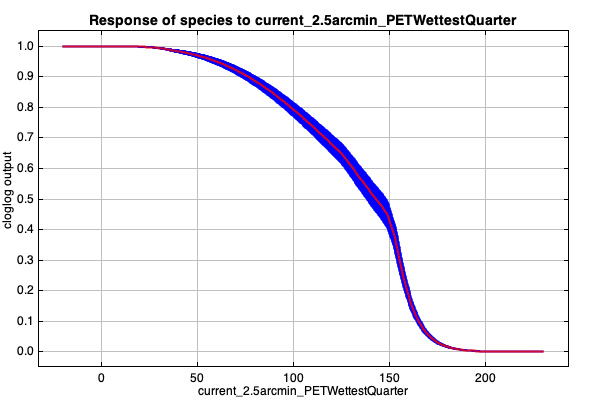 Response of species to current_2.5arcmin_PETWettestQuarter
1.0
0.9
0.8
0.7
0.6
0.5
0.4
0.3
0.2
0.1
0.0
cloglog output
0 50 100 150 200
current_2.5arcmin_PETWettestQuarter